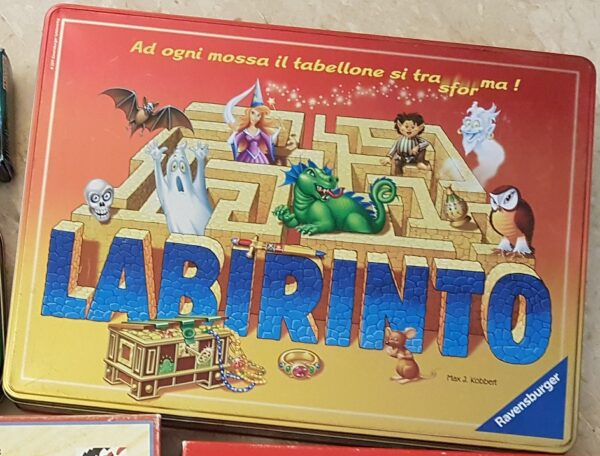 Ad ogni mossa il tabellone si trasforma !
LABIRINTO
Max J. Kobbert
Ravensburger